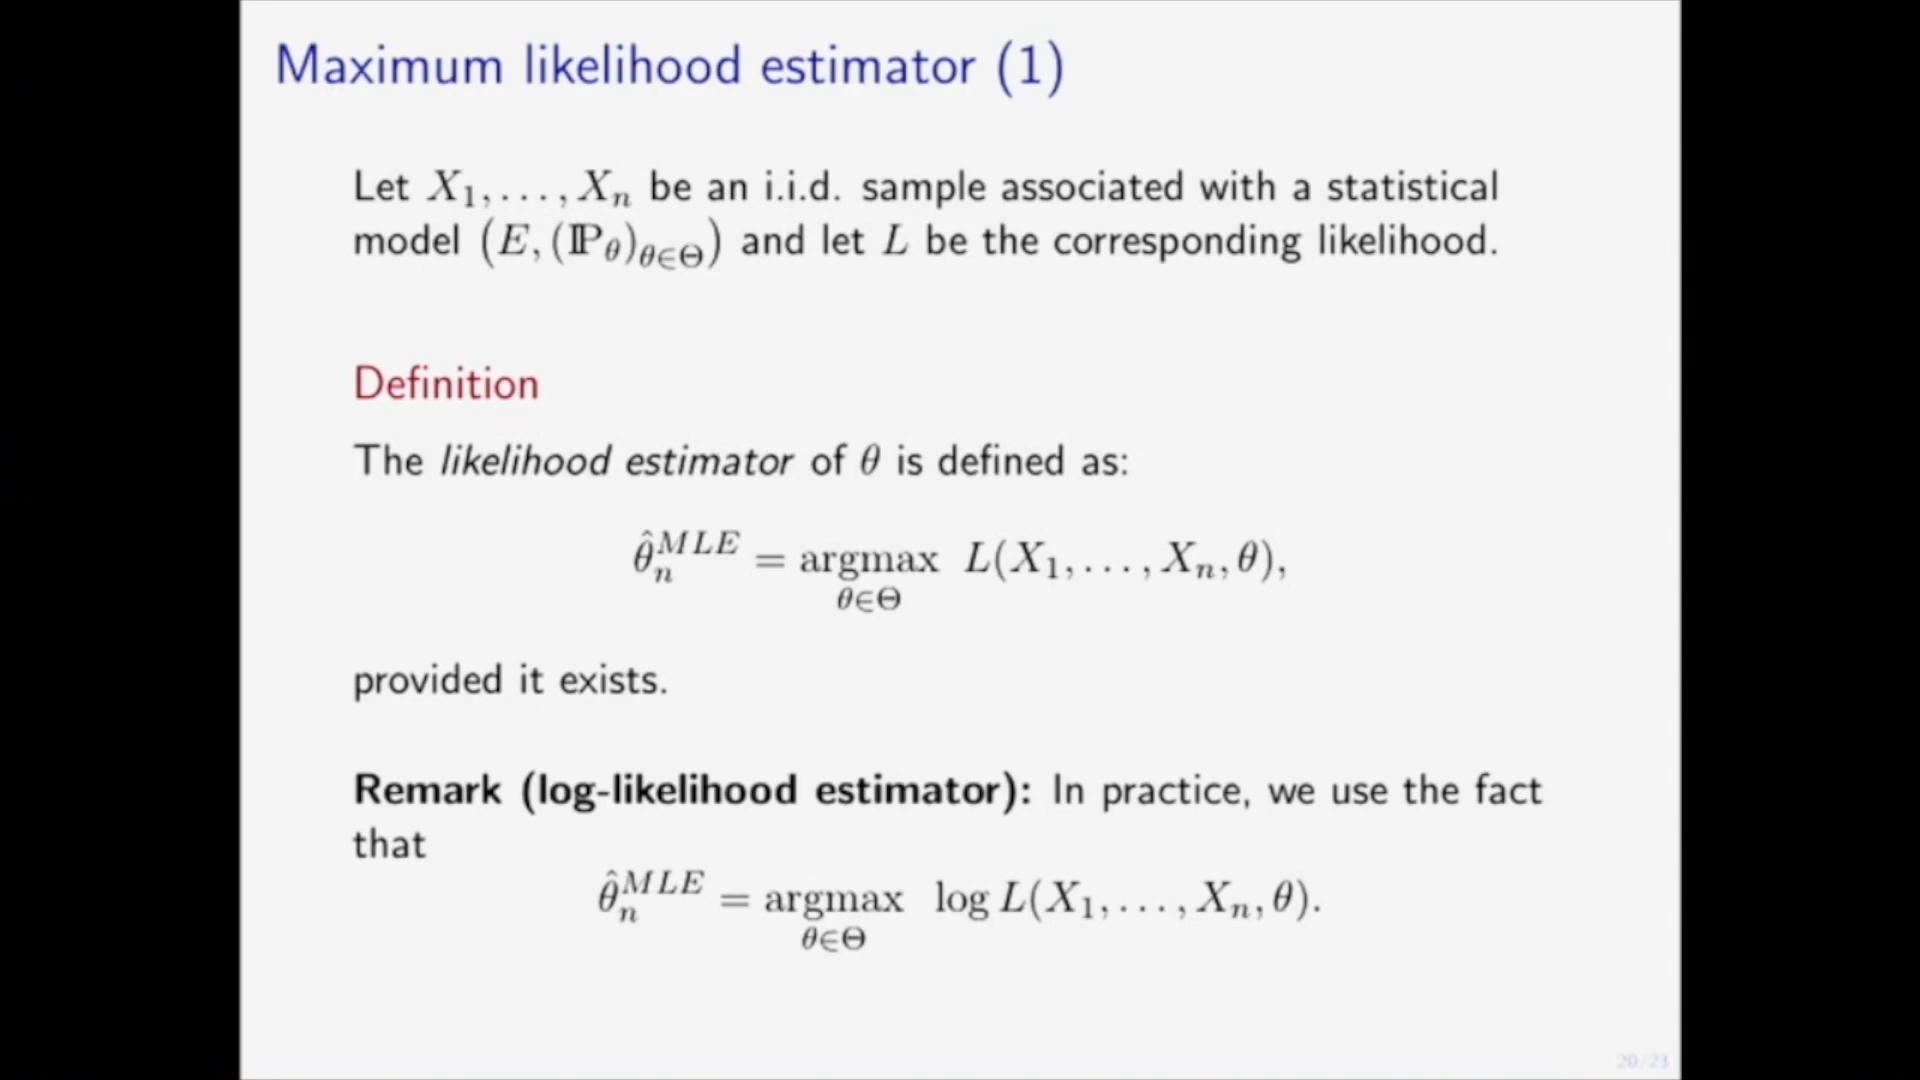 Maximum likelihood estimator (1)
Let X₁, . . . , Xₙ be an i.i.d. sample associated with a statistical
model (E, (ℙ_θ)_{θ∈Θ}) and let L be the corresponding likelihood.
Definition
The likelihood estimator of θ is defined as:
θ̂ₙ^{MLE} = argmax_{θ∈Θ} L(X₁, . . . , Xₙ, θ),
provided it exists.
Remark (log-likelihood estimator): In practice, we use the fact
that
θ̂ₙ^{MLE} = argmax_{θ∈Θ} log L(X₁, . . . , Xₙ, θ).
20/23